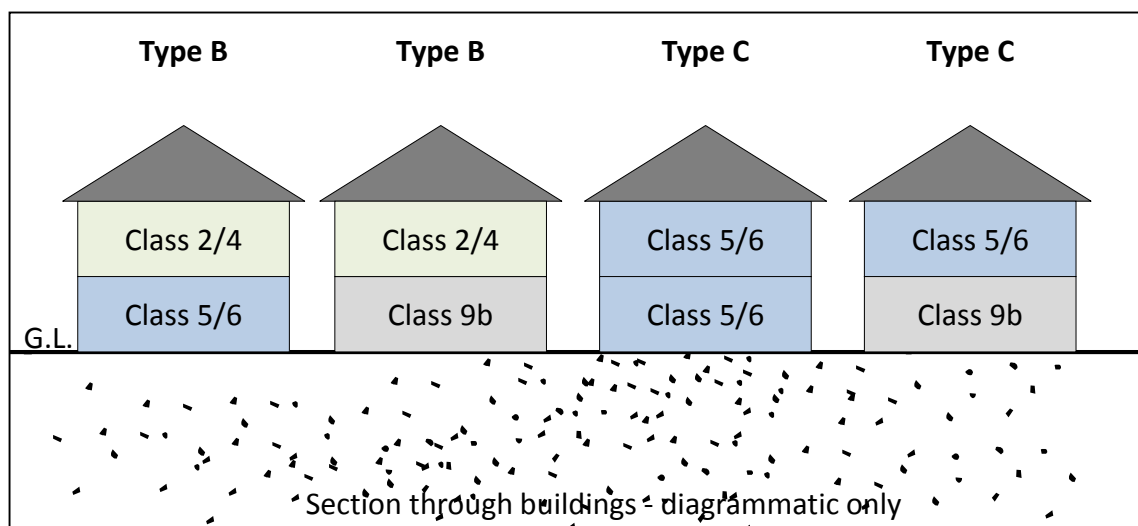 Type B
Type B
Type C
Type C
Class 2/4
Class 2/4
Class 5/6
Class 5/6
Class 5/6
Class 9b
Class 5/6
Class 9b
G.L.
Section through buildings - diagrammatic only